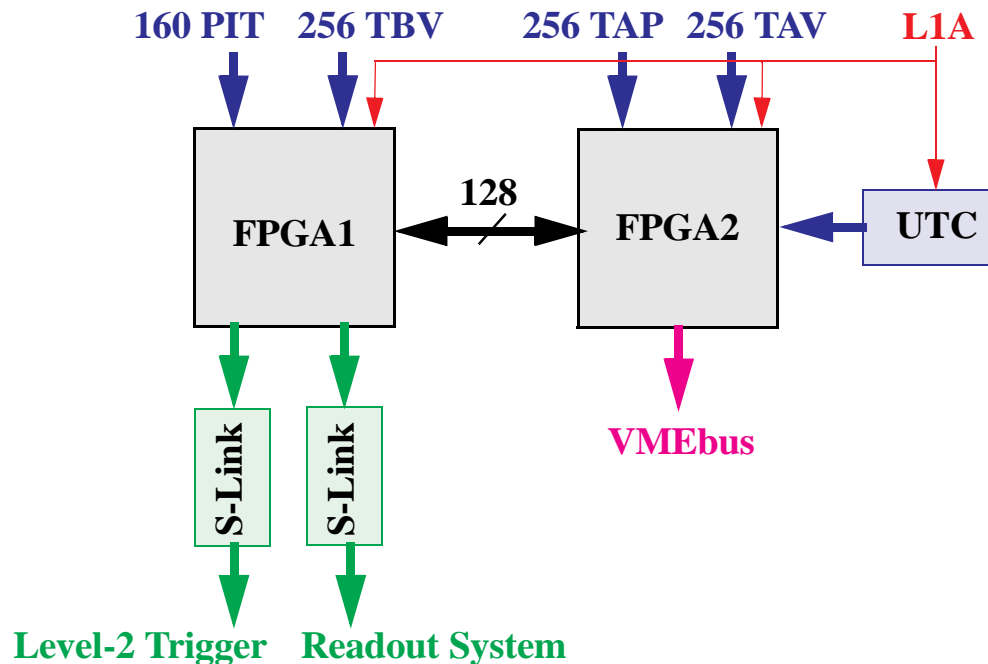 160 PIT 256 TBV 256 TAP 256 TAV L1A
128
FPGA1 FPGA2 UTC
S-Link S-Link
VMEbus
Level-2 Trigger Readout System